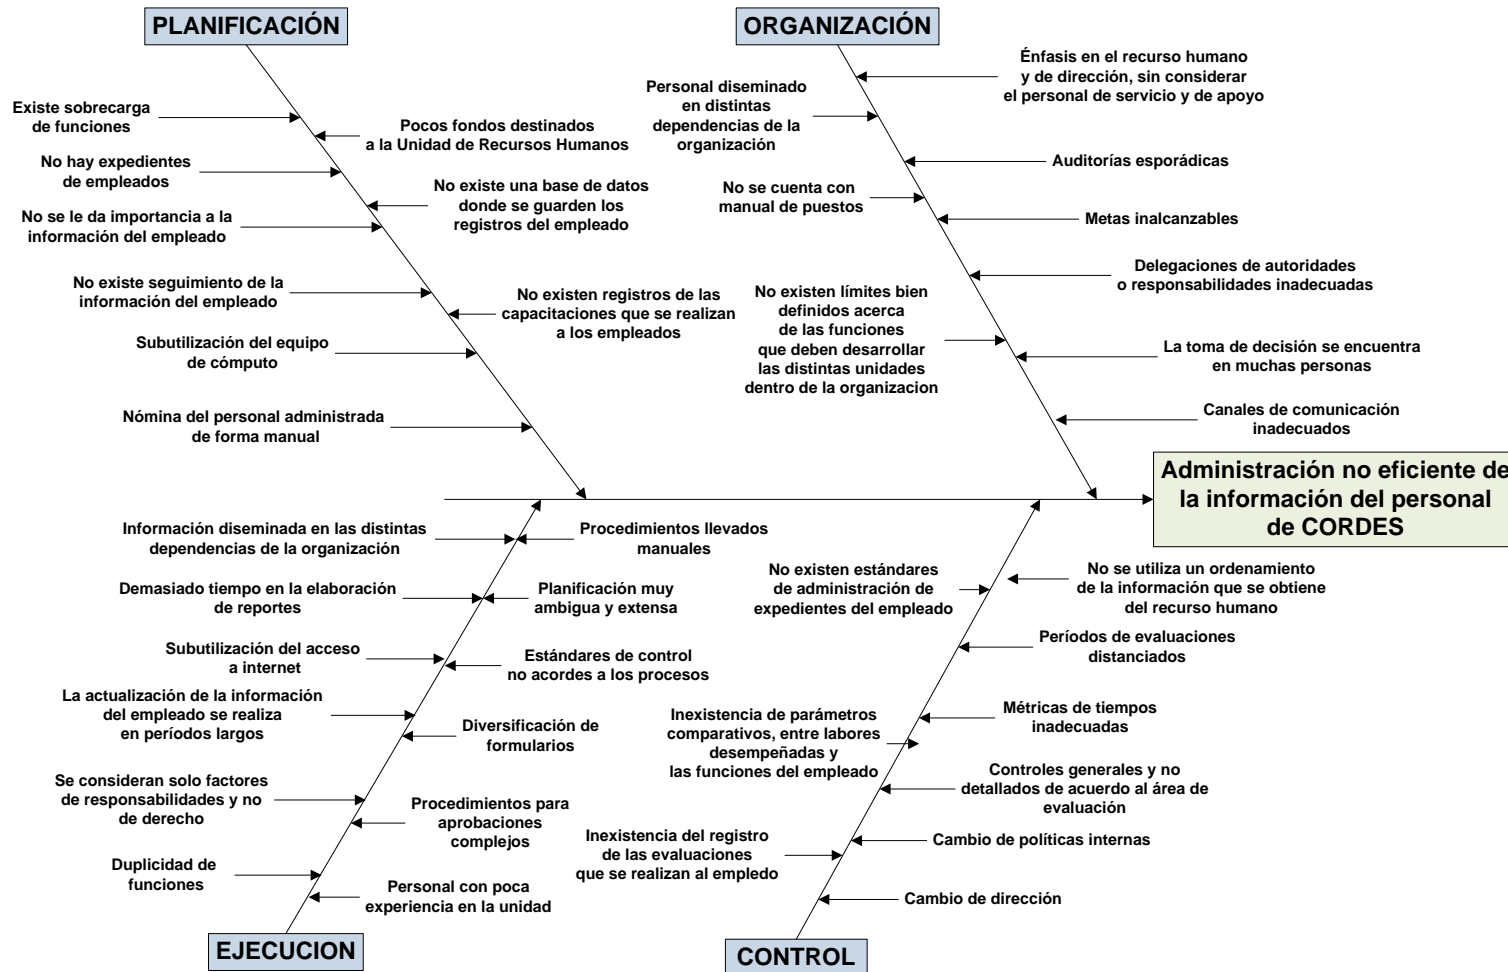 PLANIFICACIÓN
Existe sobrecarga
de funciones
Pocos fondos destinados
a la Unidad de Recursos Humanos
No hay expedientes
de empleados
No existe una base de datos
donde se guarden los
registros del empleado
No se le da importancia a la
información del empleado
No existe seguimiento de la
información del empleado
No existen registros de las
capacitaciones que se realizan
a los empleados
Subutilización del equipo
de cómputo
Nómina del personal administrada
de forma manual
ORGANIZACIÓN
Énfasis en el recurso humano
y de dirección, sin considerar
el personal de servicio y de apoyo
Personal diseminado
en distintas
dependencias de la
organización
Auditorías esporádicas
No se cuenta con
manual de puestos
Metas inalcanzables
Delegaciones de autoridades
o responsabilidades inadecuadas
No existen límites bien
definidos acerca
de las funciones
que deben desarrollar
las distintas unidades
dentro de la organizacion
La toma de decisión se encuentra
en muchas personas
Canales de comunicación
inadecuados
Administración no eficiente de
la información del personal
de CORDES
Información diseminada en las distintas
dependencias de la organización
Procedimientos llevados
manuales
Demasiado tiempo en la elaboración
de reportes
Planificación muy
ambigua y extensa
Subutilización del acceso
a internet
Estándares de control
no acordes a los procesos
La actualización de la información
del empleado se realiza
en períodos largos
Diversificación de
formularios
Se consideran solo factores
de responsabilidades y no
de derecho
Procedimientos para
aprobaciones
complejos
Duplicidad de
funciones
Personal con poca
experiencia en la unidad
EJECUCION
No existen estándares
de administración de
expedientes del empleado
No se utiliza un ordenamiento
de la información que se obtiene
del recurso humano
Períodos de evaluaciones
distanciados
Métricas de tiempos
inadecuadas
Inexistencia de parámetros
comparativos, entre labores
desempeñadas y
las funciones del empleado
Controles generales y no
detallados de acuerdo al área de
evaluación
Inexistencia del registro
de las evaluaciones
que se realizan al empledo
Cambio de políticas internas
Cambio de dirección
CONTROL